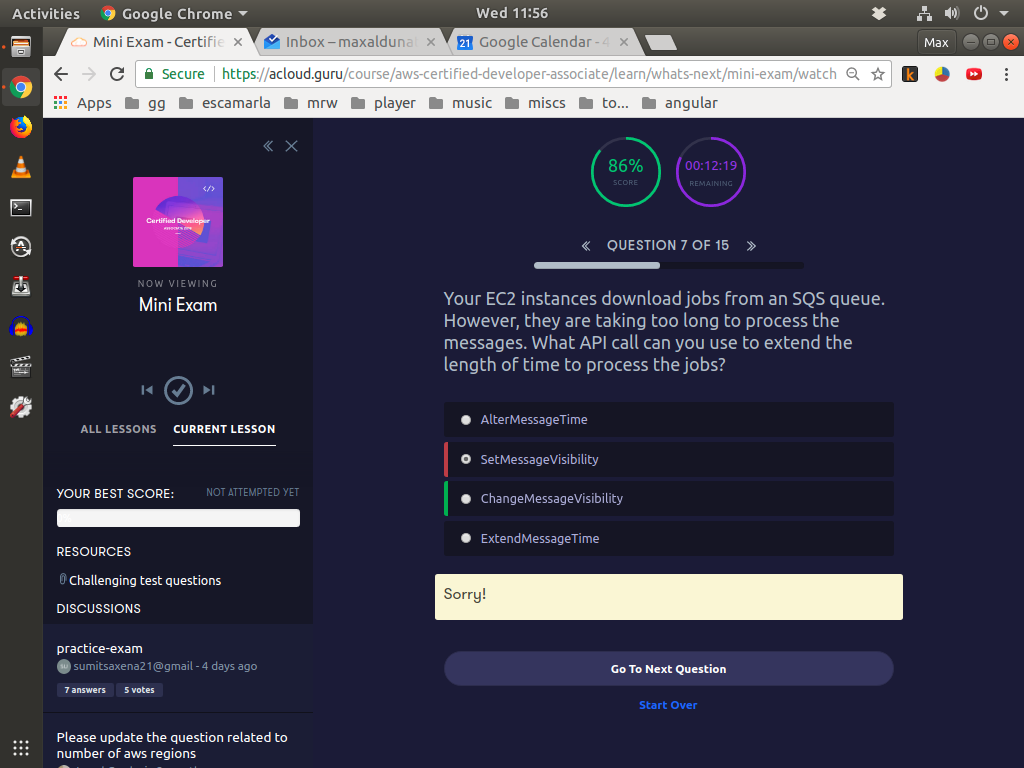 Activities
Google Chrome
Wed 11:56
Mini Exam - Certifie
Inbox – maxalduna
Google Calendar - 4
Max
Secure
https://acloud.guru/course/aws-certified-developer-associate/learn/whats-next/mini-exam/watch
Apps
gg
escamarla
mrw
player
music
miscs
to...
angular
</>
Certified Developer
NOW VIEWING
Mini Exam
ALL LESSONS
CURRENT LESSON
YOUR BEST SCORE:
NOT ATTEMPTED YET
RESOURCES
Challenging test questions
DISCUSSIONS
practice-exam
SU
sumitsaxena21@gmail - 4 days ago
7 answers
5 votes
Please update the question related to
number of aws regions
86%
SCORE
00:12:19
REMAINING
« QUESTION 7 OF 15 »
Your EC2 instances download jobs from an SQS queue.
However, they are taking too long to process the
messages. What API call can you use to extend the
length of time to process the jobs?
AlterMessageTime
SetMessageVisibility
ChangeMessageVisibility
ExtendMessageTime
Sorry!
Go To Next Question
Start Over